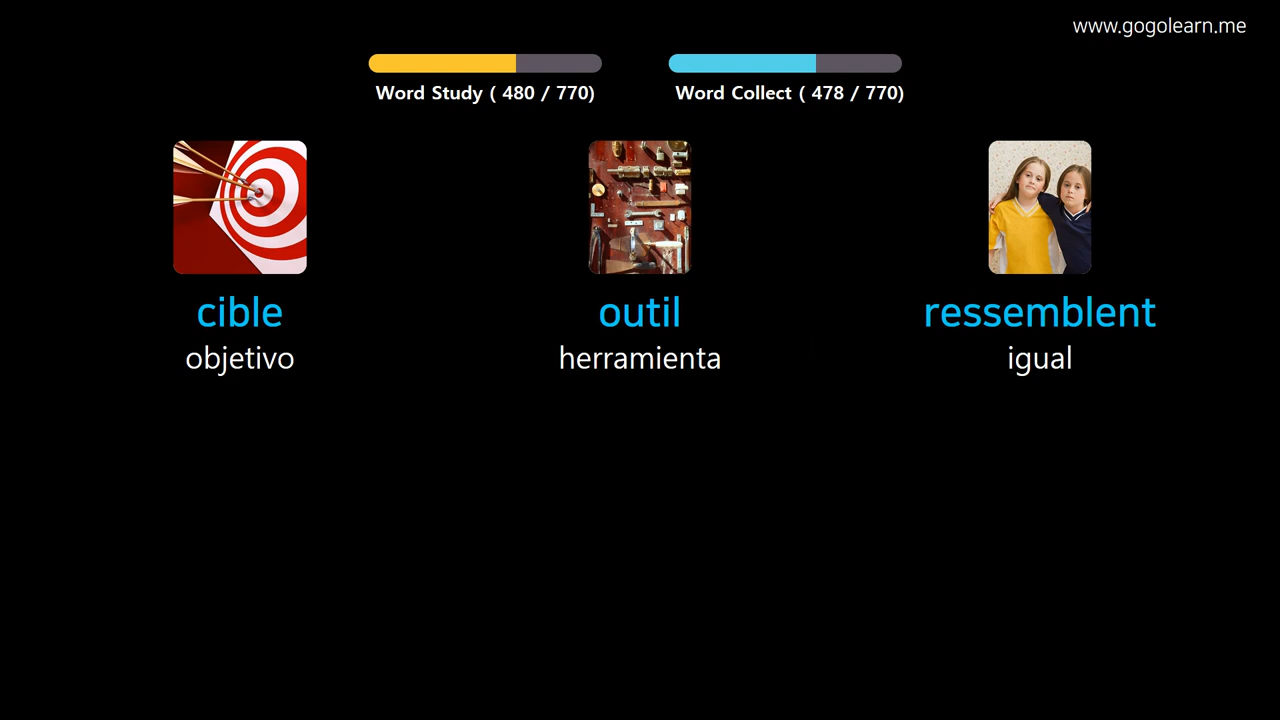 www.gogolearn.me
Word Study ( 480 / 770)
Word Collect ( 478 / 770)
cible
outil
ressemblent
objetivo
herramienta
igual